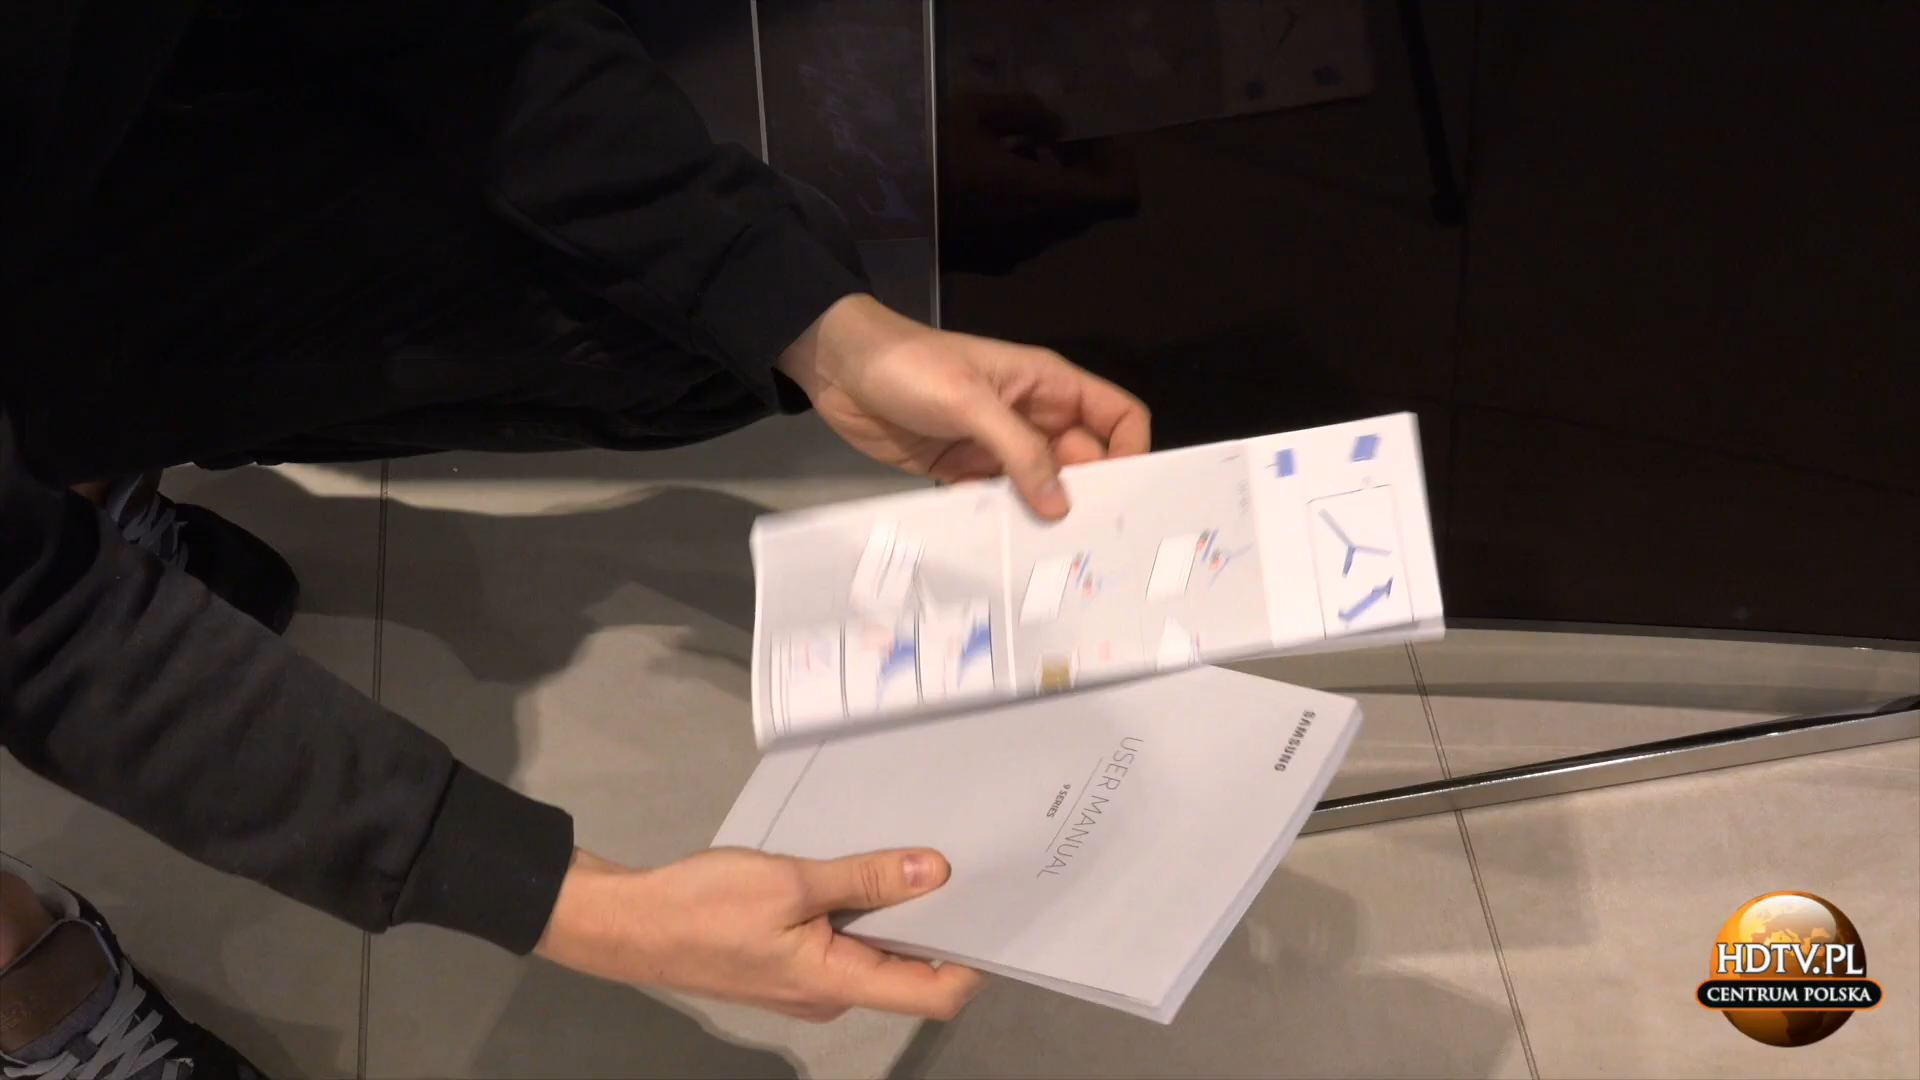 SAMSUNG
USER MANUAL
9 SERIES
HDTV.PL
CENTRUM POLSKA